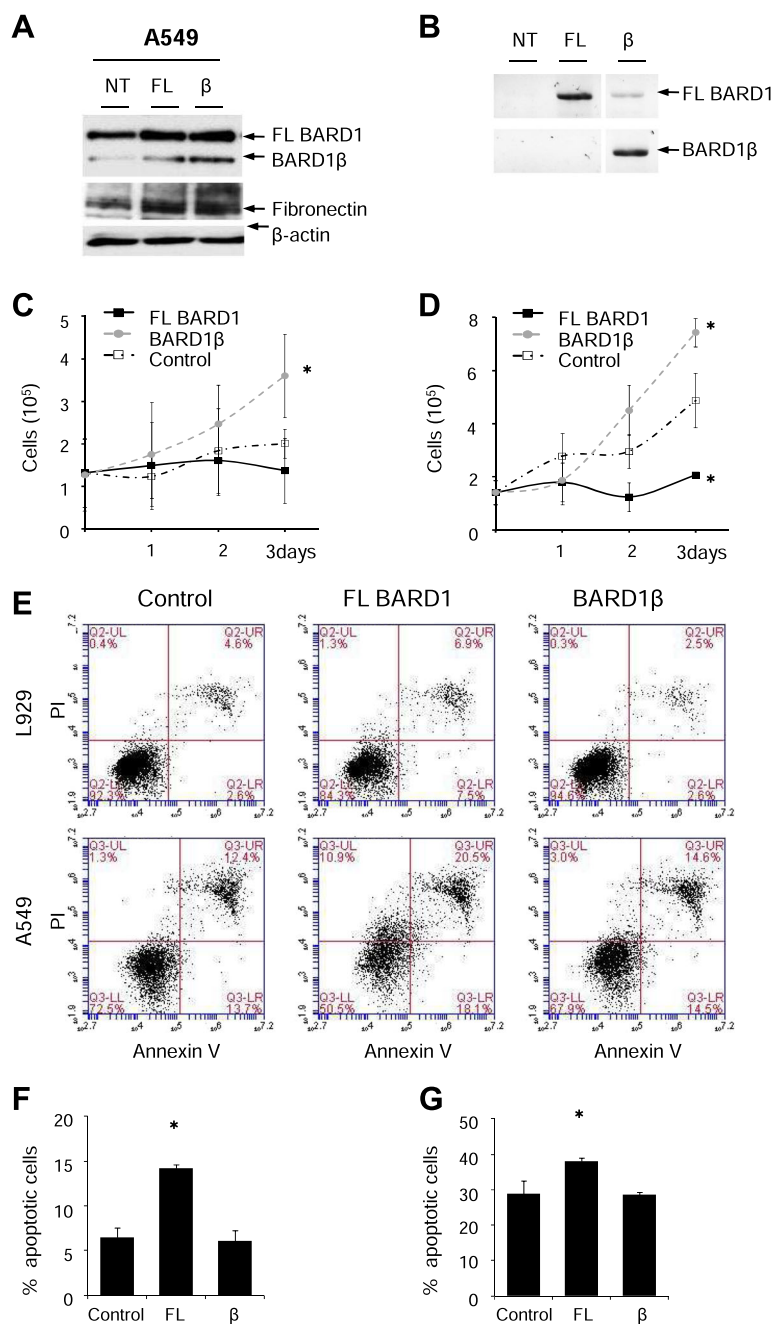 A
A549
NT FL β
FL BARD1
BARD1β
Fibronectin
β-actin
B
NT FL β
FL BARD1
BARD1β
C
FL BARD1
BARD1β
Control
Cells (10⁵)
5
4
3
2
1
0
1 2 3days
*
D
FL BARD1
BARD1β
Control
Cells (10⁵)
8
6
4
2
0
1 2 3days
*
*
E
Control FL BARD1 BARD1β
L929
PI
Q2-UL Q2-UR
0.4% 4.6%
Q2-LL Q2-LR
92.3% 2.6%
Q2-UL Q2-UR
1.3% 6.9%
Q2-LL Q2-LR
84.3% 7.5%
Q2-UL Q2-UR
0.3% 2.5%
Q2-LL Q2-LR
94.6% 2.6%
A549
PI
Q3-UL Q3-UR
1.3% 12.4%
Q3-LL Q3-LR
72.5% 13.7%
Q3-UL Q3-UR
10.9% 20.5%
Q3-LL Q3-LR
50.5% 18.1%
Q3-UL Q3-UR
3.0% 14.6%
Q3-LL Q3-LR
67.9% 14.5%
Annexin V Annexin V Annexin V
F
% apoptotic cells
20
15
10
5
0
*
Control FL β
G
% apoptotic cells
50
40
30
20
10
0
*
Control FL β